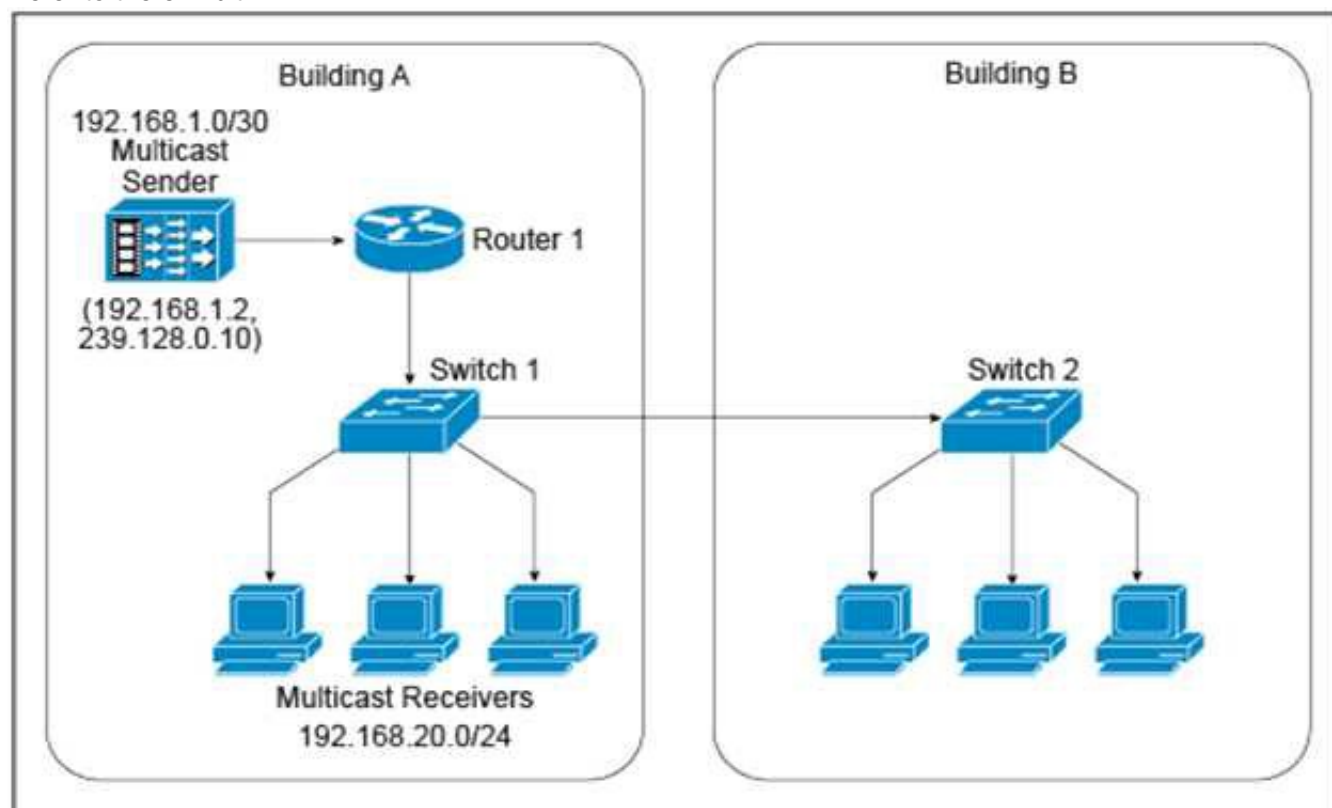 Building A
192.168.1.0/30
Multicast
Sender
Router 1
(192.168.1.2,
239.128.0.10)
Switch 1
Multicast Receivers
192.168.20.0/24
Building B
Switch 2